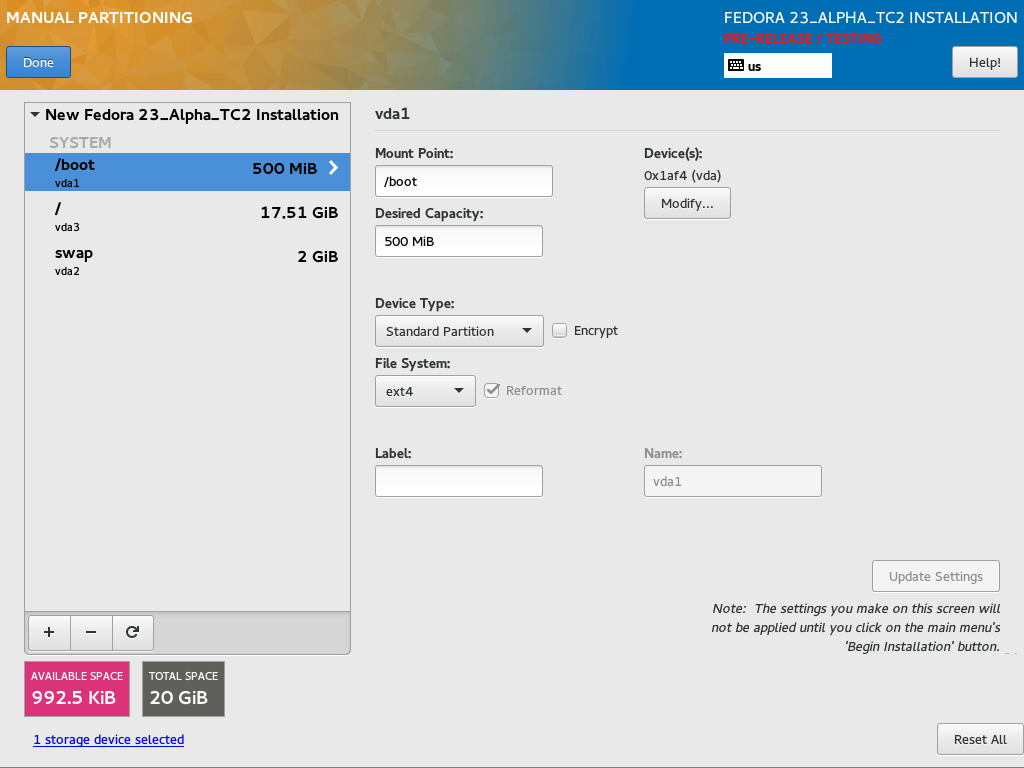 MANUAL PARTITIONING
FEDORA 23_ALPHA_TC2 INSTALLATION
PRE-RELEASE / TESTING
Done
us
Help!
New Fedora 23_Alpha_TC2 Installation
SYSTEM
/boot
500 MiB
vda1
/
17.51 GiB
vda3
swap
2 GiB
vda2
vda1
Mount Point:
/boot
Desired Capacity:
500 MiB
Device(s):
0x1af4 (vda)
Modify...
Device Type:
Standard Partition
Encrypt
File System:
ext4
Reformat
Label:
Name:
vda1
Update Settings
Note: The settings you make on this screen will
not be applied until you click on the main menu's
'Begin Installation' button.
+
−
AVAILABLE SPACE
992.5 KiB
TOTAL SPACE
20 GiB
1 storage device selected
Reset All